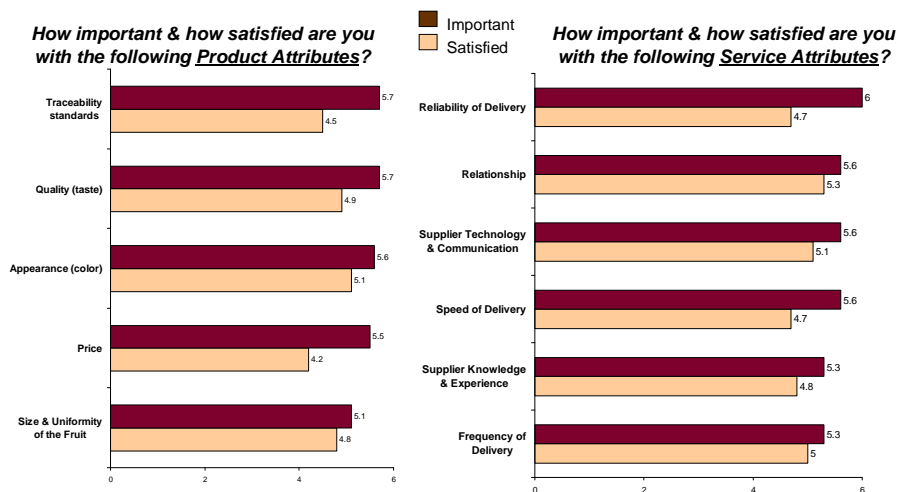 How important & how satisfied are you
with the following Product Attributes?
Important
Satisfied
How important & how satisfied are you
with the following Service Attributes?
Traceability
standards
5.7
4.5
Quality (taste)
5.7
4.9
Appearance (color)
5.6
5.1
Price
5.5
4.2
Size & Uniformity
of the Fruit
5.1
4.8
0 2 4 6
Reliability of Delivery
6
4.7
Relationship
5.6
5.3
Supplier Technology
& Communication
5.6
5.1
Speed of Delivery
5.6
4.7
Supplier Knowledge
& Experience
5.3
4.8
Frequency of
Delivery
5.3
5
0 2 4 6